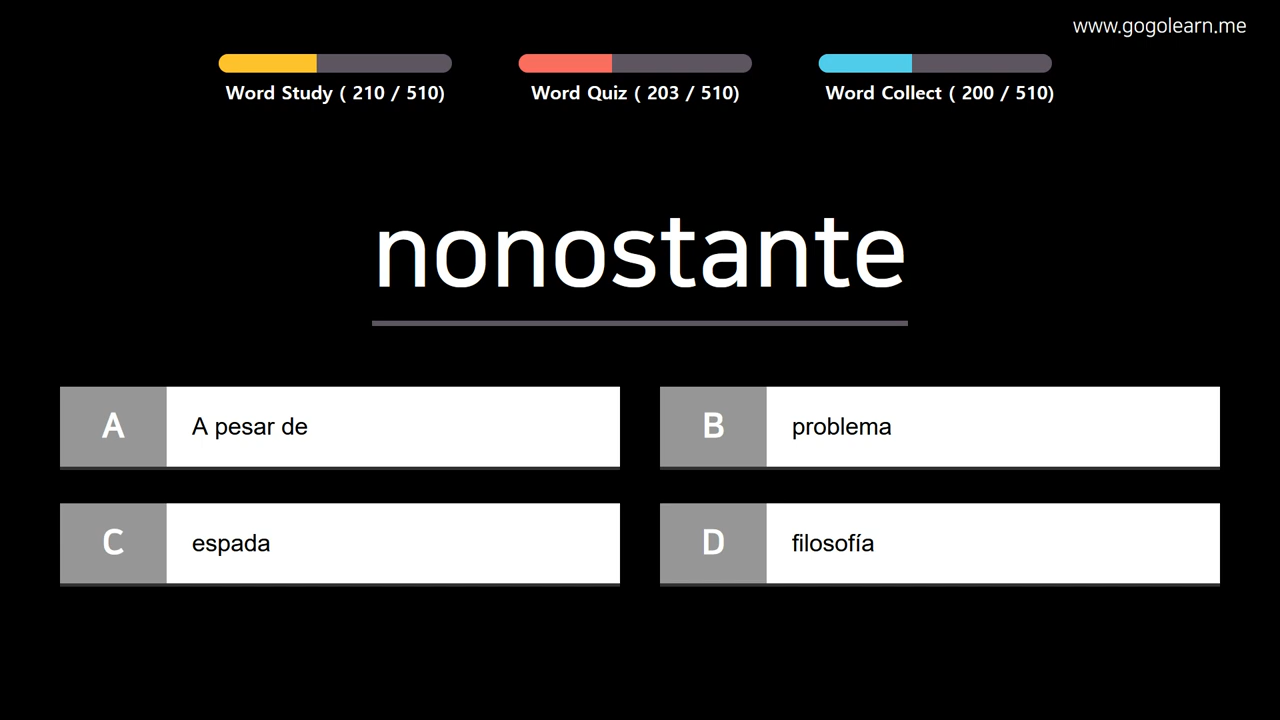 www.gogolearn.me
Word Study ( 210 / 510)
Word Quiz ( 203 / 510)
Word Collect ( 200 / 510)
nonostante
A
A pesar de
B
problema
C
espada
D
filosofía